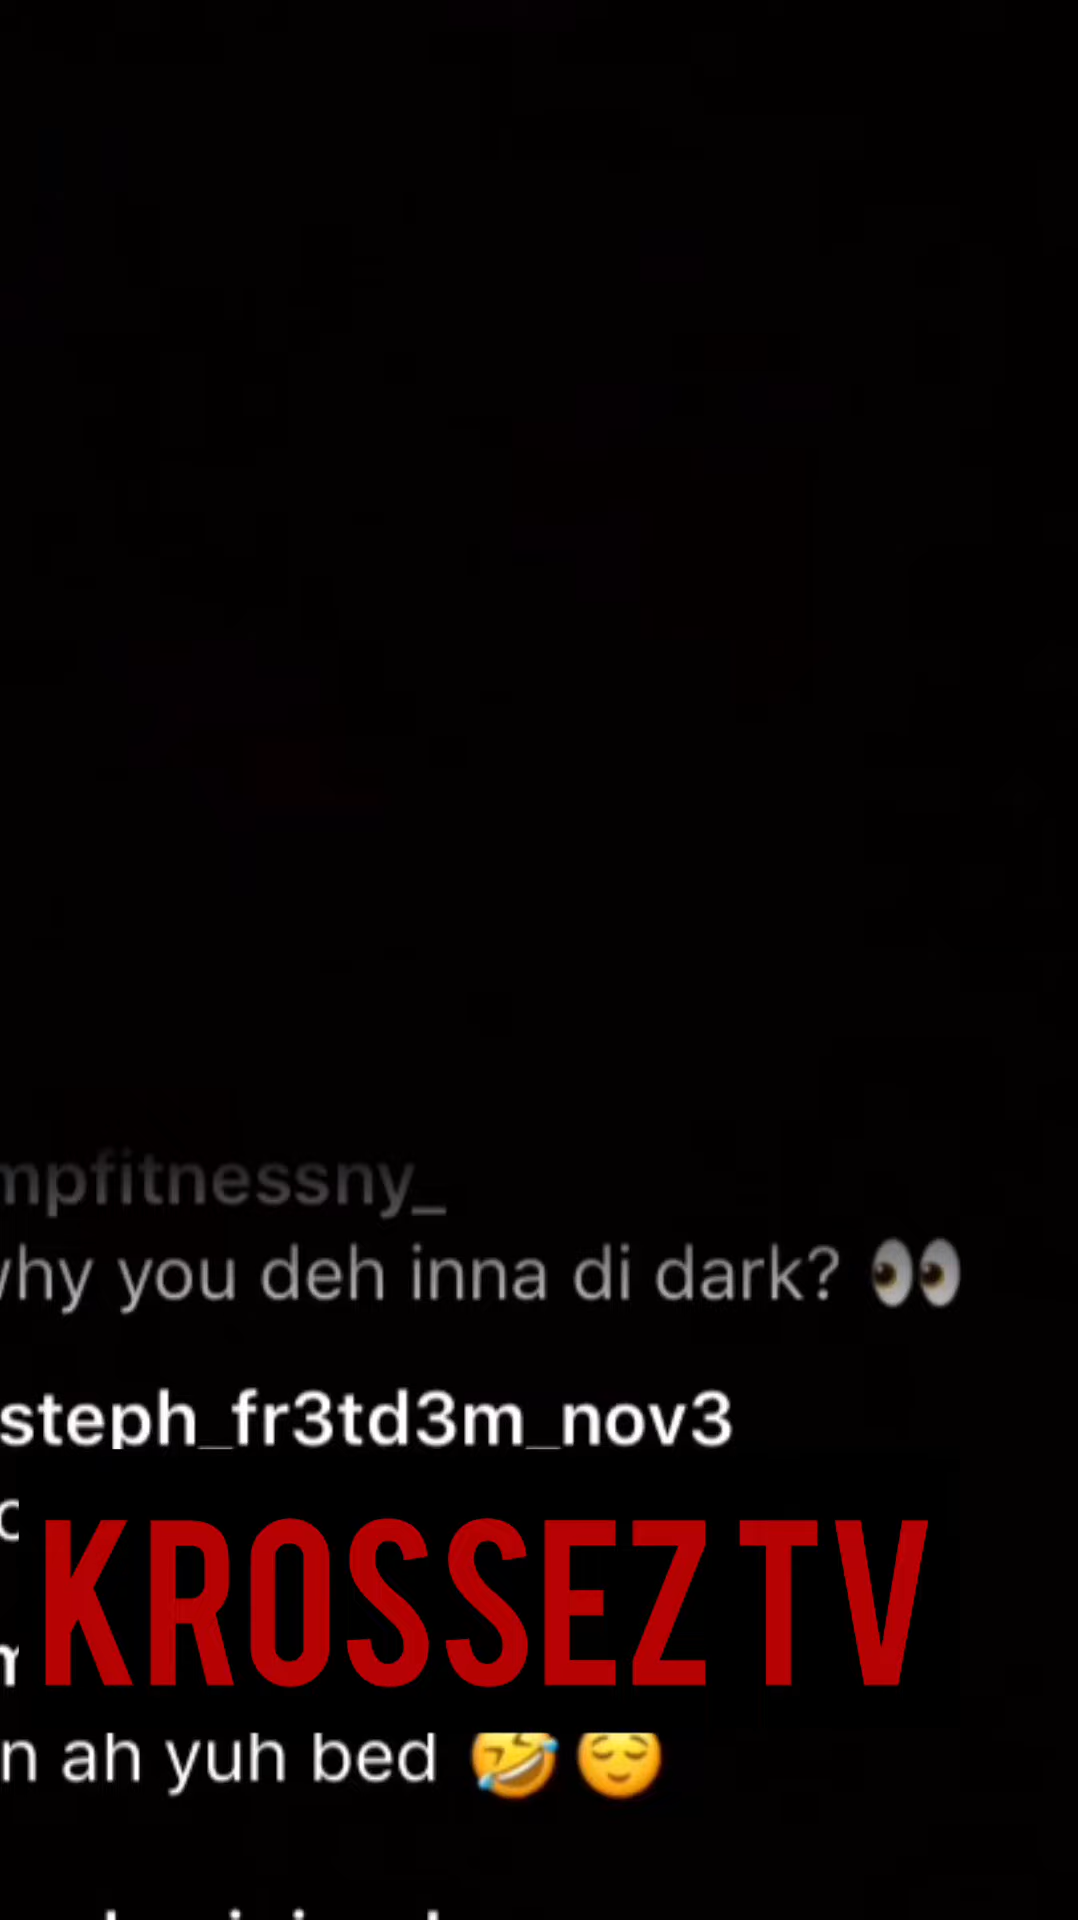 mpfitnessny_
why you deh inna di dark? 👀
steph_fr3td3m_nov3
KROSSEZ TV
n ah yuh bed 🤣😌